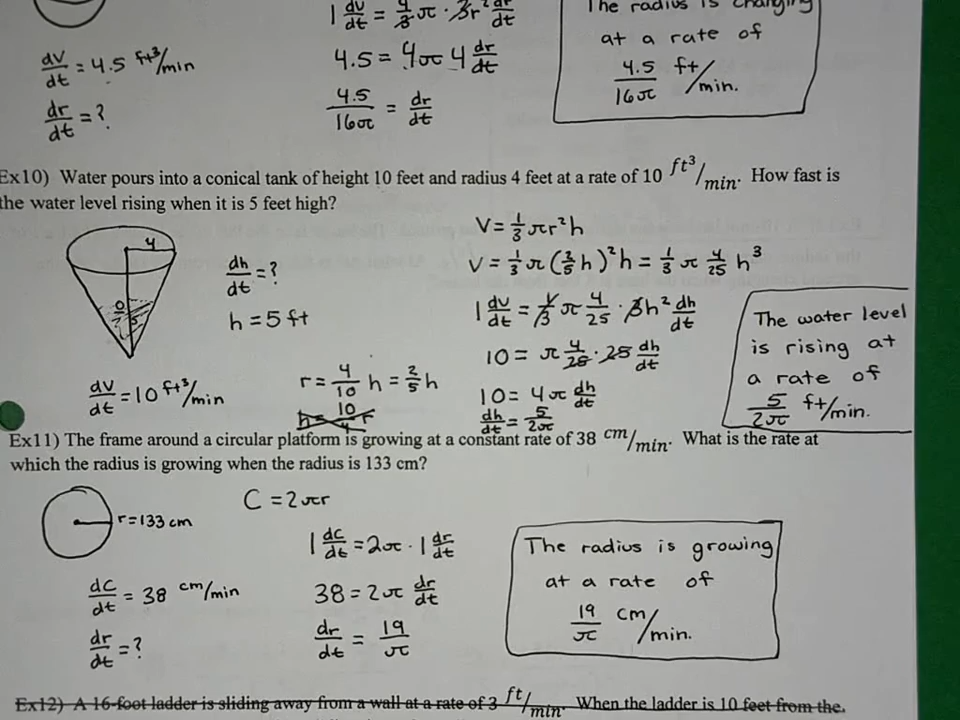 1 dV/dt = 4/3 π · 3r² dr/dt
The radius is changing
at a rate of
4.5/16π ft/min.
dV/dt = 4.5 ft³/min
4.5 = 4π 4 dr/dt
dr/dt = ?
4.5/16π = dr/dt
Ex10) Water pours into a conical tank of height 10 feet and radius 4 feet at a rate of 10 ft³/min. How fast is
the water level rising when it is 5 feet high?
4
5
dh/dt = ?
h = 5 ft
dV/dt = 10 ft³/min
r = 4/10 h = 2/5 h
V = 1/3 πr²h
V = 1/3 π (2/5 h)² h = 1/3 π 4/25 h³
1 dV/dt = 1/3 π 4/25 · 3h² dh/dt
10 = π 4/25 · 25 dh/dt
10 = 4π dh/dt
dh/dt = 5/2π
The water level
is rising at
a rate of
5/2π ft/min.
Ex11) The frame around a circular platform is growing at a constant rate of 38 cm/min. What is the rate at
which the radius is growing when the radius is 133 cm?
r = 133 cm
dC/dt = 38 cm/min
dr/dt = ?
C = 2πr
1 dC/dt = 2π · 1 dr/dt
38 = 2π dr/dt
dr/dt = 19/π
The radius is growing
at a rate of
19/π cm/min.
Ex12) A 16-foot ladder is sliding away from a wall at a rate of 3 ft/min. When the ladder is 10 feet from the.